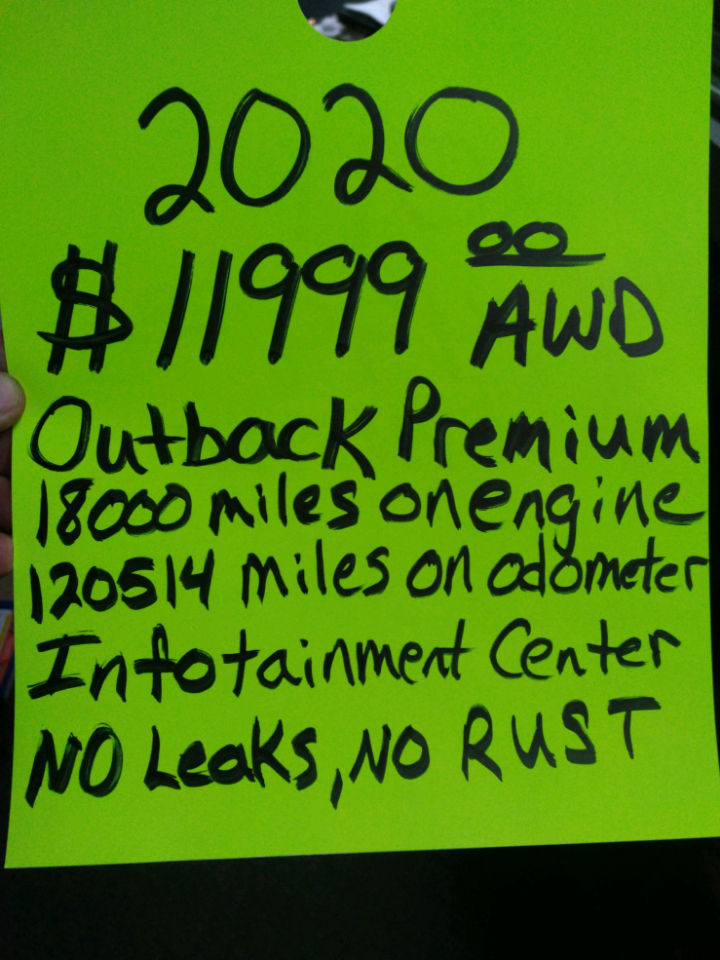 2020
$11999 00 AWD
Outback Premium
18000 miles on engine
120514 miles on odometer
Infotainment Center
NO Leaks, NO RUST